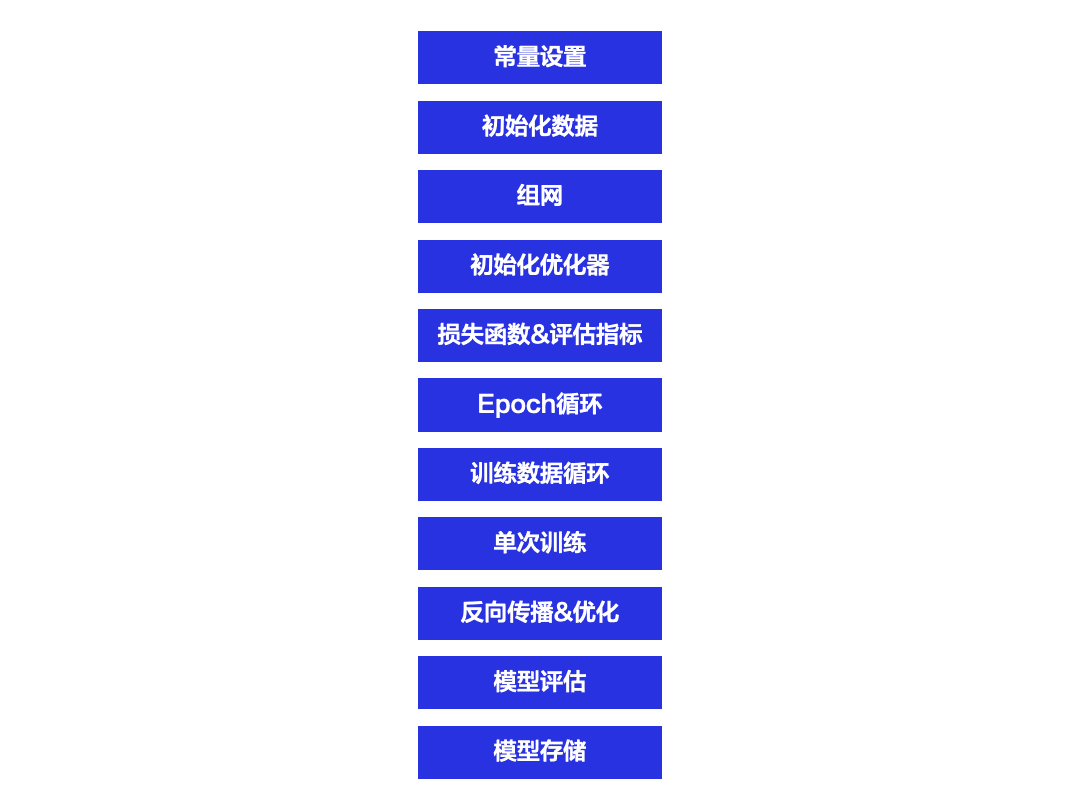 常量设置
初始化数据
组网
初始化优化器
损失函数&评估指标
Epoch循环
训练数据循环
单次训练
反向传播&优化
模型评估
模型存储